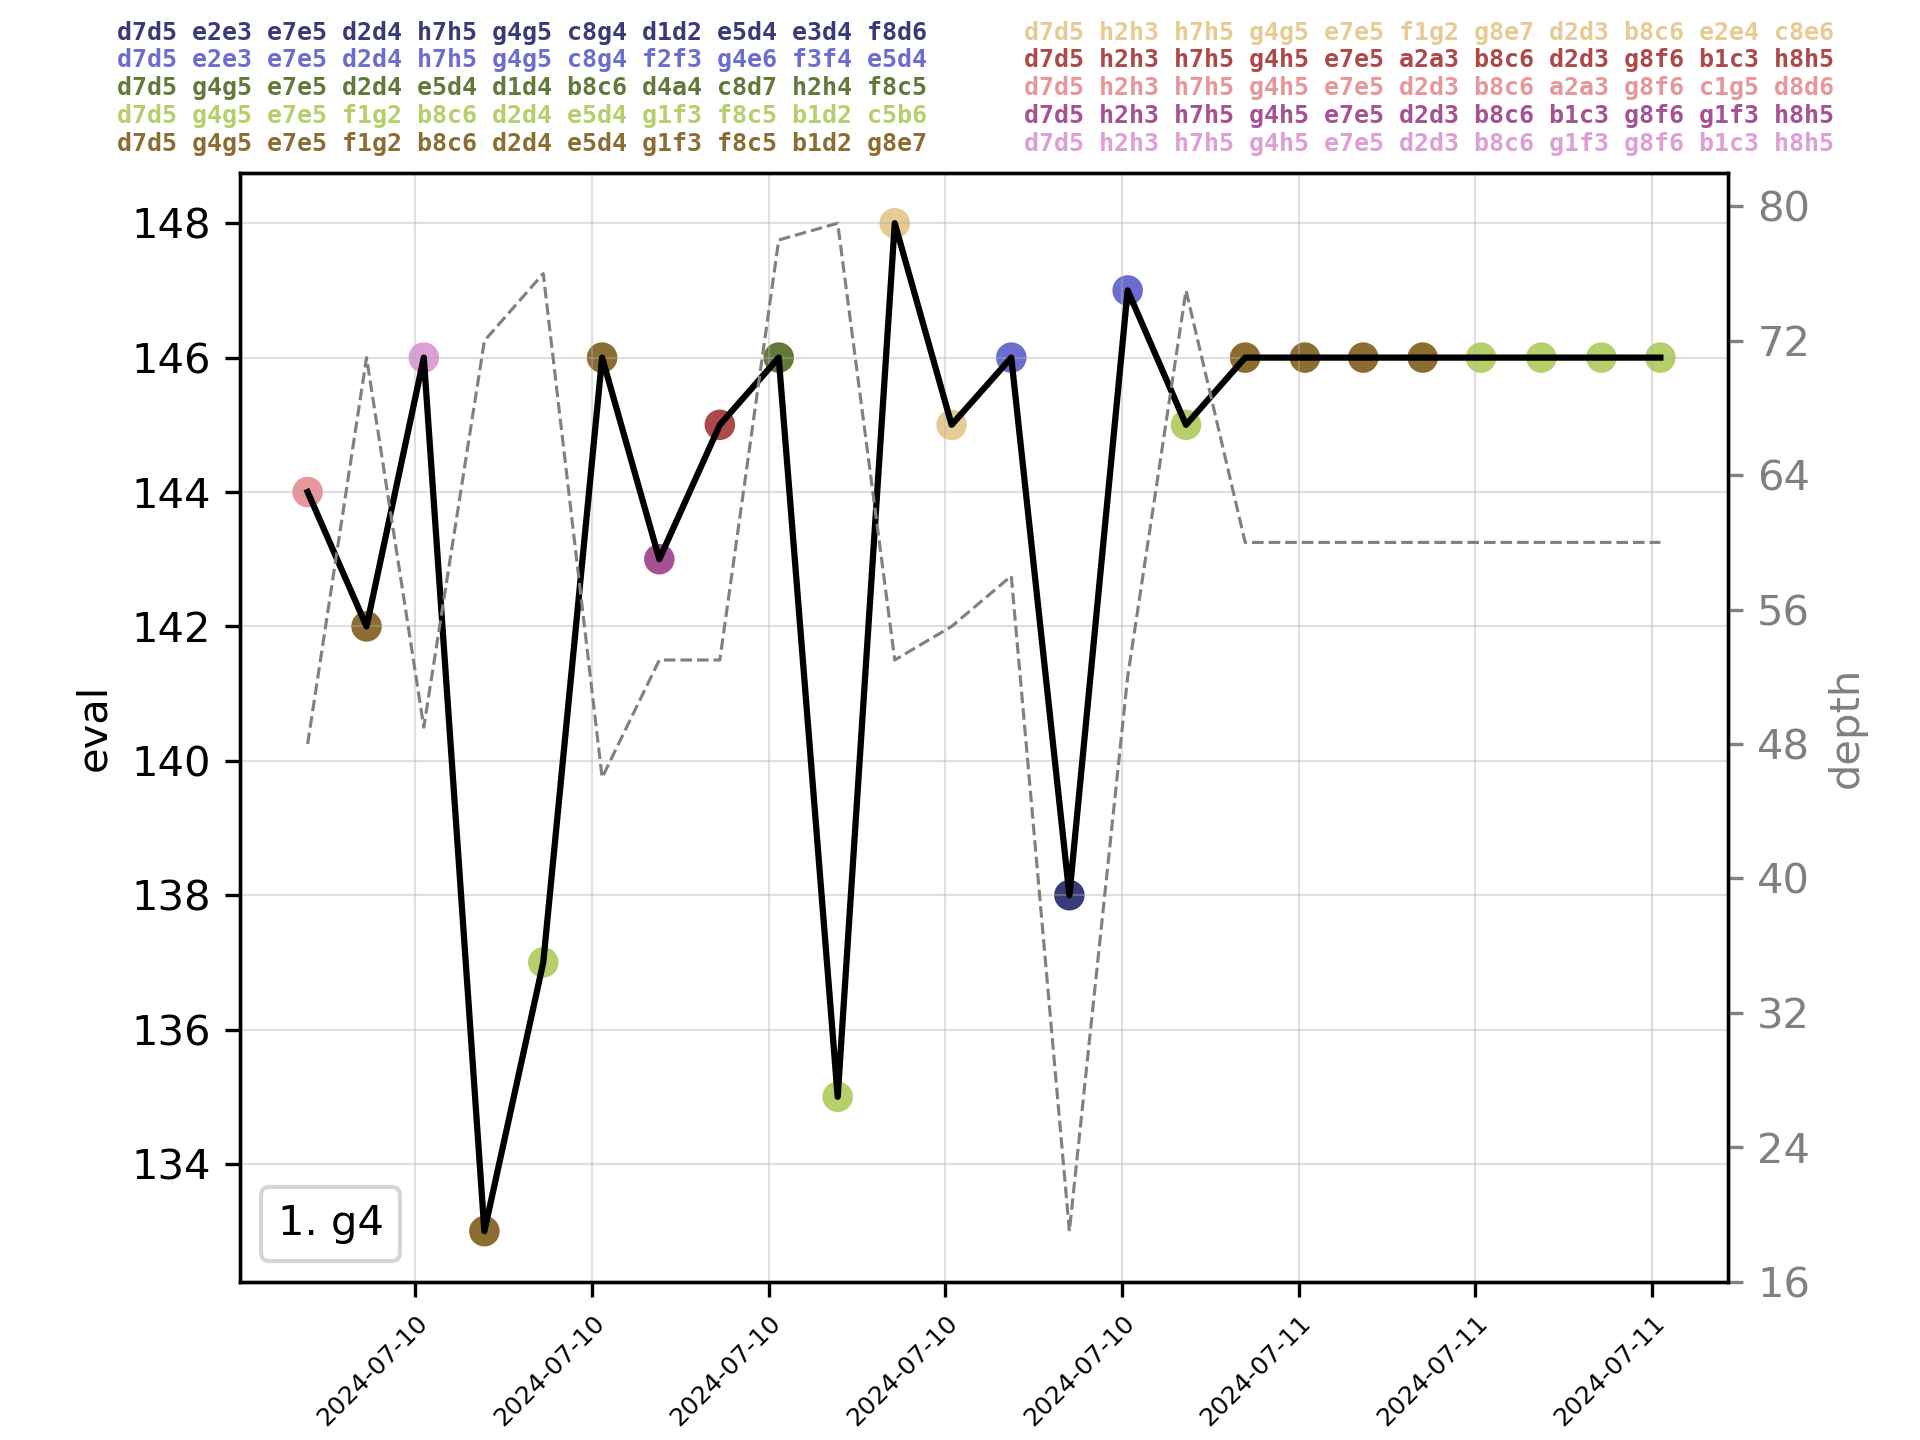 d7d5 e2e3 e7e5 d2d4 h7h5 g4g5 c8g4 d1d2 e5d4 e3d4 f8d6
d7d5 e2e3 e7e5 d2d4 h7h5 g4g5 c8g4 f2f3 g4e6 f3f4 e5d4
d7d5 g4g5 e7e5 d2d4 e5d4 d1d4 b8c6 d4a4 c8d7 h2h4 f8c5
d7d5 g4g5 e7e5 f1g2 b8c6 d2d4 e5d4 g1f3 f8c5 b1d2 c5b6
d7d5 g4g5 e7e5 f1g2 b8c6 d2d4 e5d4 g1f3 f8c5 b1d2 g8e7
d7d5 h2h3 h7h5 g4g5 e7e5 f1g2 g8e7 d2d3 b8c6 e2e4 c8e6
d7d5 h2h3 h7h5 g4h5 e7e5 a2a3 b8c6 d2d3 g8f6 b1c3 h8h5
d7d5 h2h3 h7h5 g4h5 e7e5 d2d3 b8c6 a2a3 g8f6 c1g5 d8d6
d7d5 h2h3 h7h5 g4h5 e7e5 d2d3 b8c6 b1c3 g8f6 g1f3 h8h5
d7d5 h2h3 h7h5 g4h5 e7e5 d2d3 b8c6 g1f3 g8f6 b1c3 h8h5
148
146
144
142
140
138
136
134
eval
80
72
64
56
48
40
32
24
16
depth
1. g4
2024-07-10
2024-07-10
2024-07-10
2024-07-10
2024-07-10
2024-07-11
2024-07-11
2024-07-11